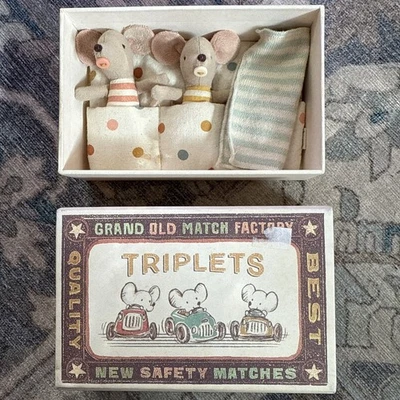 GRAND OLD MATCH FACTORY
TRIPLETS
QUALITY
BEST
NEW SAFETY MATCHES